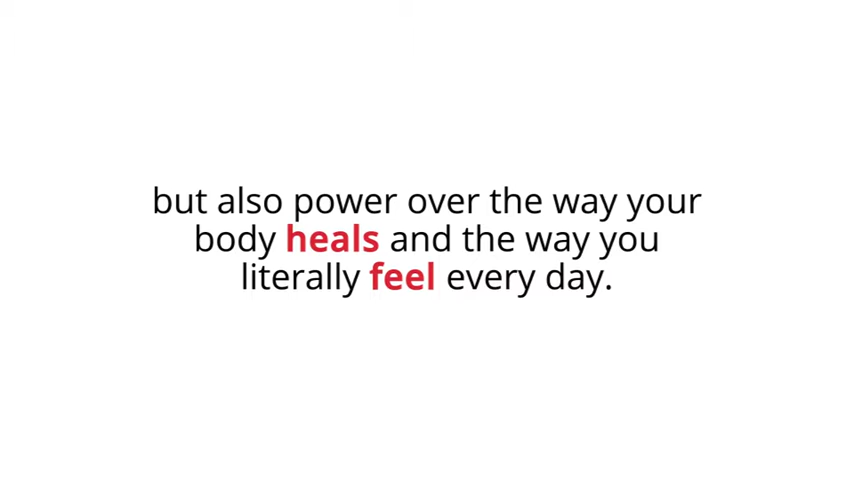 but also power over the way your
body heals and the way you
literally feel every day.